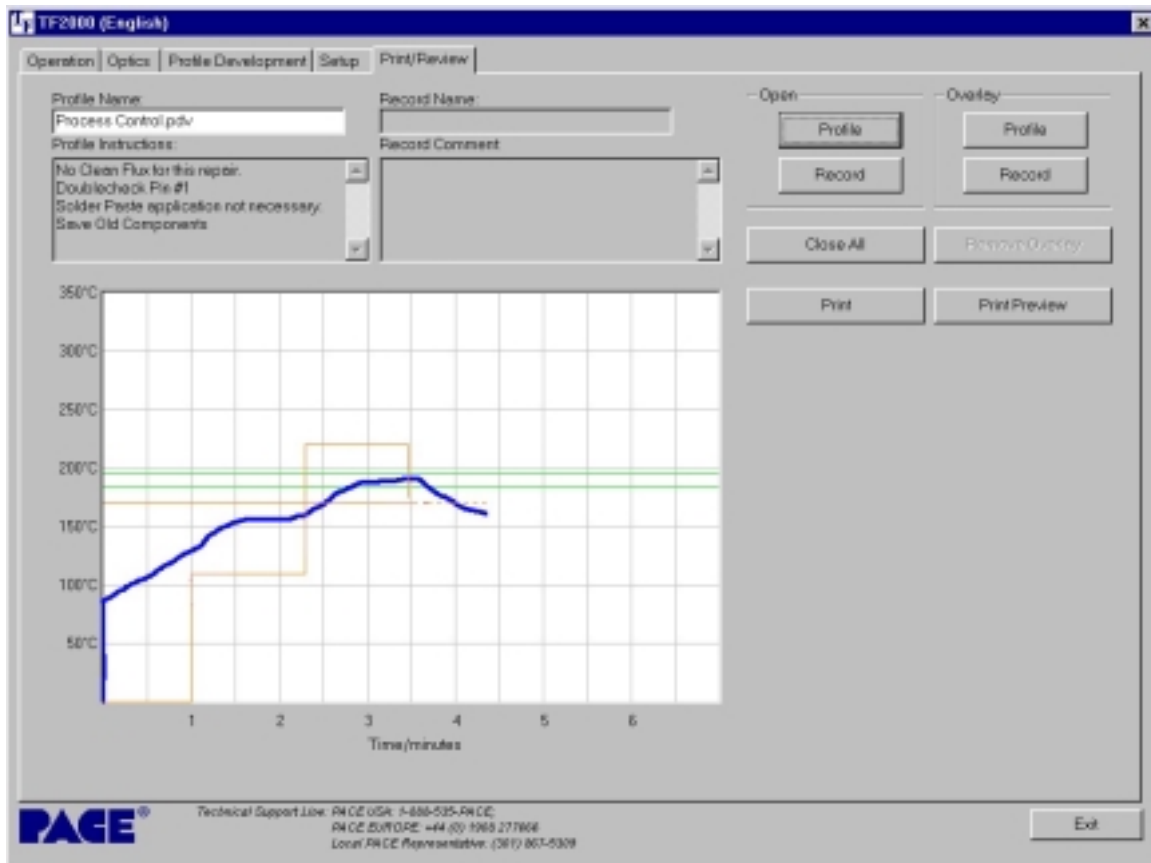 TF2000 (English)
Operation Optics Profile Development Setup Print/Review
Profile Name:
Process Control.pdv
Record Name:
Profile Instructions:
No Clean Flux for this repair.
Doublecheck Pin #1
Solder Paste application not necessary.
Save Old Components
Record Comment
Open
Profile
Record
Overlay
Profile
Record
Close All
Remove Overlay
Print
Print Preview
350°C
300°C
250°C
200°C
150°C
100°C
50°C
1 2 3 4 5 6
Time/minutes
PACE®
Technical Support Line: PACE USA: 1-888-535-PACE;
PACE EUROPE: +44 (0) 1908 277666
Local PACE Representative: (301) 867-5309
Exit